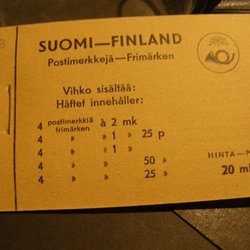 SUOMI—FINLAND
Postimerkkejä—Frimärken
Vihko sisältää:
Häftet innehåller:
4 postimerkkiä frimärken à 2 mk
4 » » 1 » 25 p
4 » » 1 »
4 » » 50 »
4 » » 25 »
HINTA—P
20 m